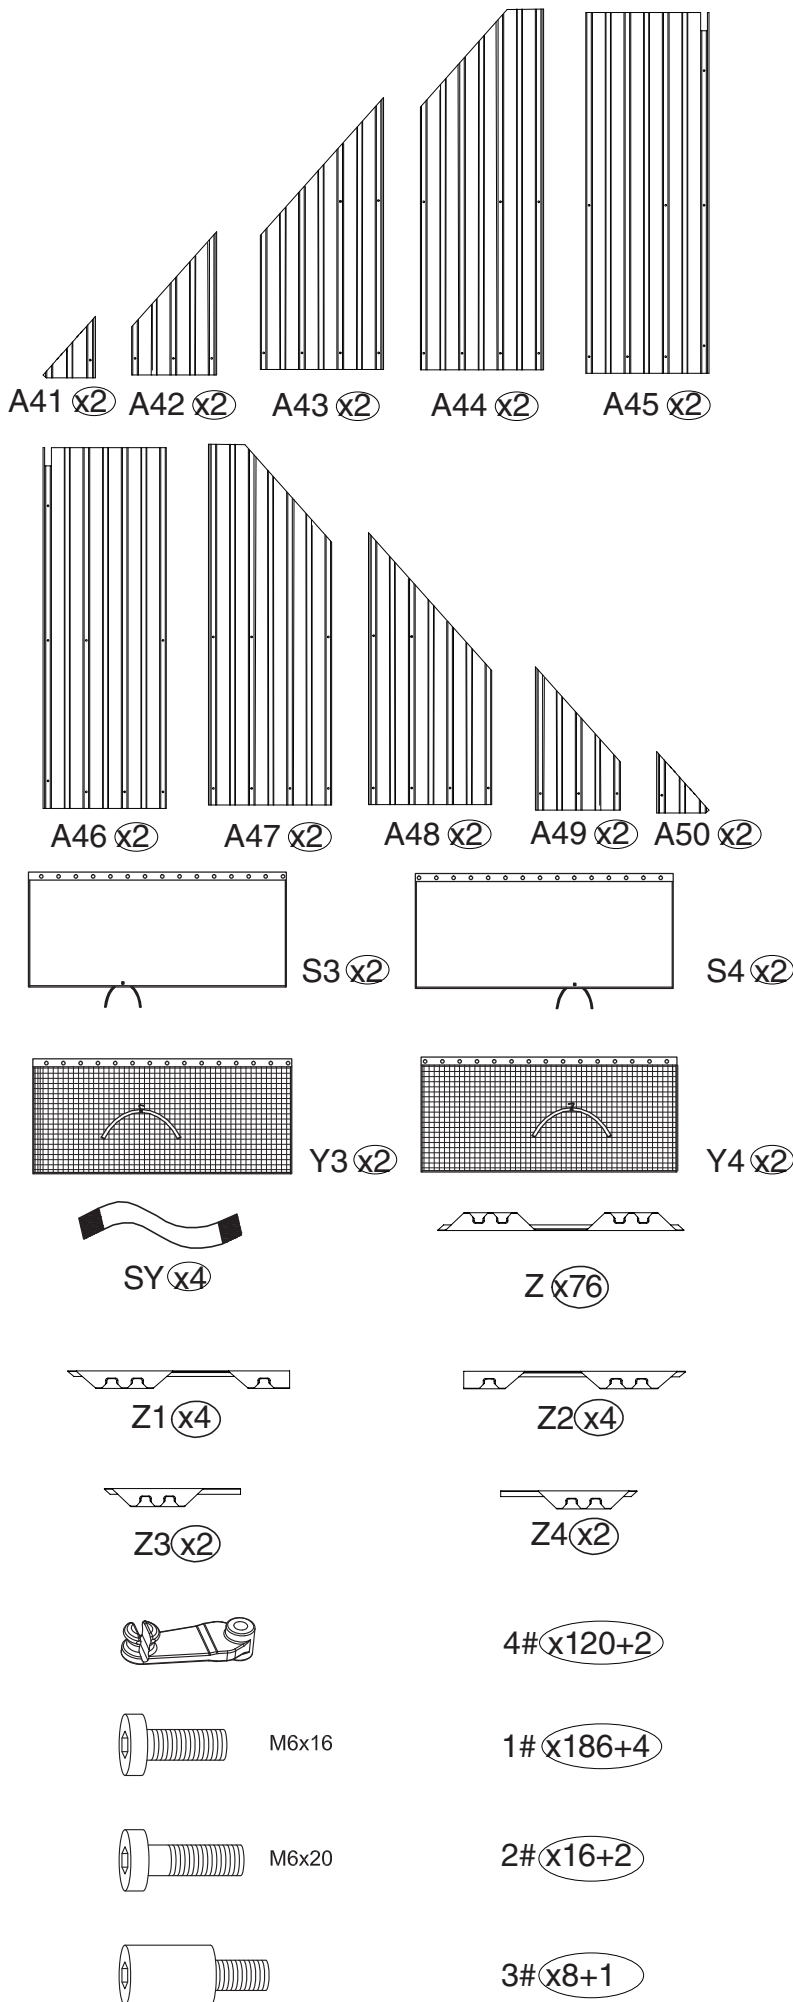 A41 x2 A42 x2 A43 x2 A44 x2 A45 x2
A46 x2 A47 x2 A48 x2 A49 x2 A50 x2
S3 x2 S4 x2
Y3 x2 Y4 x2
SY x4 Z x76
Z1 x4 Z2 x4
Z3 x2 Z4 x2
4# x120+2
M6x16 1# x186+4
M6x20 2# x16+2
3# x8+1